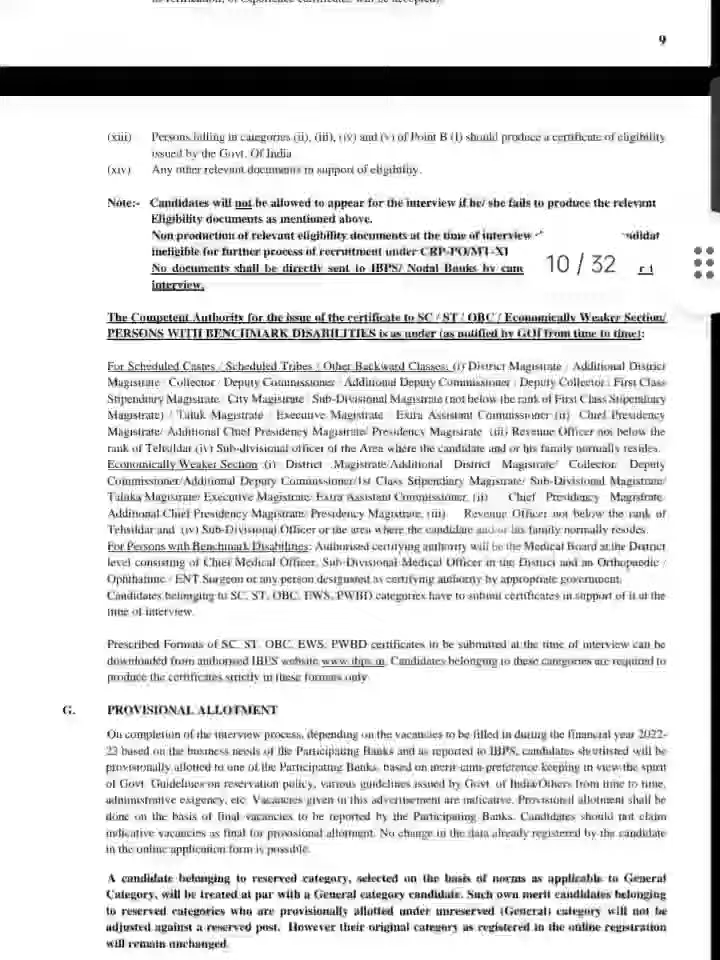 as verification, of experience certificates will be accepted).
9
(xiii) Persons falling in categories (ii), (iii), (iv) and (v) of Point B (I) should produce a certificate of eligibility
issued by the Govt. Of India
(xiv) Any other relevant documents in support of eligibility.
Note:- Candidates will not be allowed to appear for the interview if he/ she fails to produce the relevant
Eligibility documents as mentioned above.
Non production of relevant eligibility documents at the time of interview
ineligible for further process of recruitment under CRP-PO/MT-XI
No documents shall be directly sent to IBPS/ Nodal Banks by
interview.
10 / 32
The Competent Authority for the issue of the certificate to SC / ST / OBC / Economically Weaker Section/
PERSONS WITH BENCHMARK DISABILITIES is as under (as notified by GOI from time to time):
For Scheduled Castes / Scheduled Tribes / Other Backward Classes: (i) District Magistrate / Additional District
Magistrate / Collector / Deputy Commissioner / Additional Deputy Commissioner / Deputy Collector / First Class
Stipendiary Magistrate / City Magistrate / Sub-Divisional Magistrate (not below the rank of First Class Stipendiary
Magistrate) / Taluk Magistrate / Executive Magistrate / Extra Assistant Commissioner (ii) Chief Presidency
Magistrate/ Additional Chief Presidency Magistrate/ Presidency Magistrate (iii) Revenue Officer not below the
rank of Tehsildar (iv) Sub-divisional officer of the Area where the candidate and or his family normally resides.
Economically Weaker Section :(i) District Magistrate/Additional District Magistrate/ Collector/ Deputy
Commissioner/Additional Deputy Commissioner/1st Class Stipendiary Magistrate/ Sub-Divisional Magistrate/
Taluka Magistrate/ Executive Magistrate/ Extra Assistant Commissioner, (ii) Chief Presidency Magistrate/
Additional Chief Presidency Magistrate/ Presidency Magistrate, (iii) Revenue Officer not below the rank of
Tehsildar and (iv) Sub-Divisional Officer or the area where the candidate and/or his family normally resides.
For Persons with Benchmark Disabilities: Authorised certifying authority will be the Medical Board at the District
level consisting of Chief Medical Officer, Sub-Divisional Medical Officer in the District and an Orthopaedic /
Ophthalmic / ENT Surgeon or any person designated as certifying authority by appropriate government.
Candidates belonging to SC, ST, OBC, EWS, PWBD categories have to submit certificates in support of it at the
time of interview.
Prescribed Formats of SC, ST, OBC, EWS, PWBD certificates to be submitted at the time of interview can be
downloaded from authorised IBPS website www.ibps.in. Candidates belonging to these categories are required to
produce the certificates strictly in these formats only.
G. PROVISIONAL ALLOTMENT
On completion of the interview process, depending on the vacancies to be filled in during the financial year 2022-
23 based on the business needs of the Participating Banks and as reported to IBPS, candidates shortlisted will be
provisionally allotted to one of the Participating Banks, based on merit-cum-preference keeping in view the spirit
of Govt. Guidelines on reservation policy, various guidelines issued by Govt. of India/Others from time to time,
administrative exigency, etc. Vacancies given in this advertisement are indicative. Provisional allotment shall be
done on the basis of final vacancies to be reported by the Participating Banks. Candidates should not claim
indicative vacancies as final for provisional allotment. No change in the data already registered by the candidate
in the online application form is possible.
A candidate belonging to reserved category, selected on the basis of norms as applicable to General
Category, will be treated at par with a General category candidate. Such own merit candidates belonging
to reserved categories who are provisionally allotted under unreserved (General) category will not be
adjusted against a reserved post. However their original category as registered in the online registration
will remain unchanged.